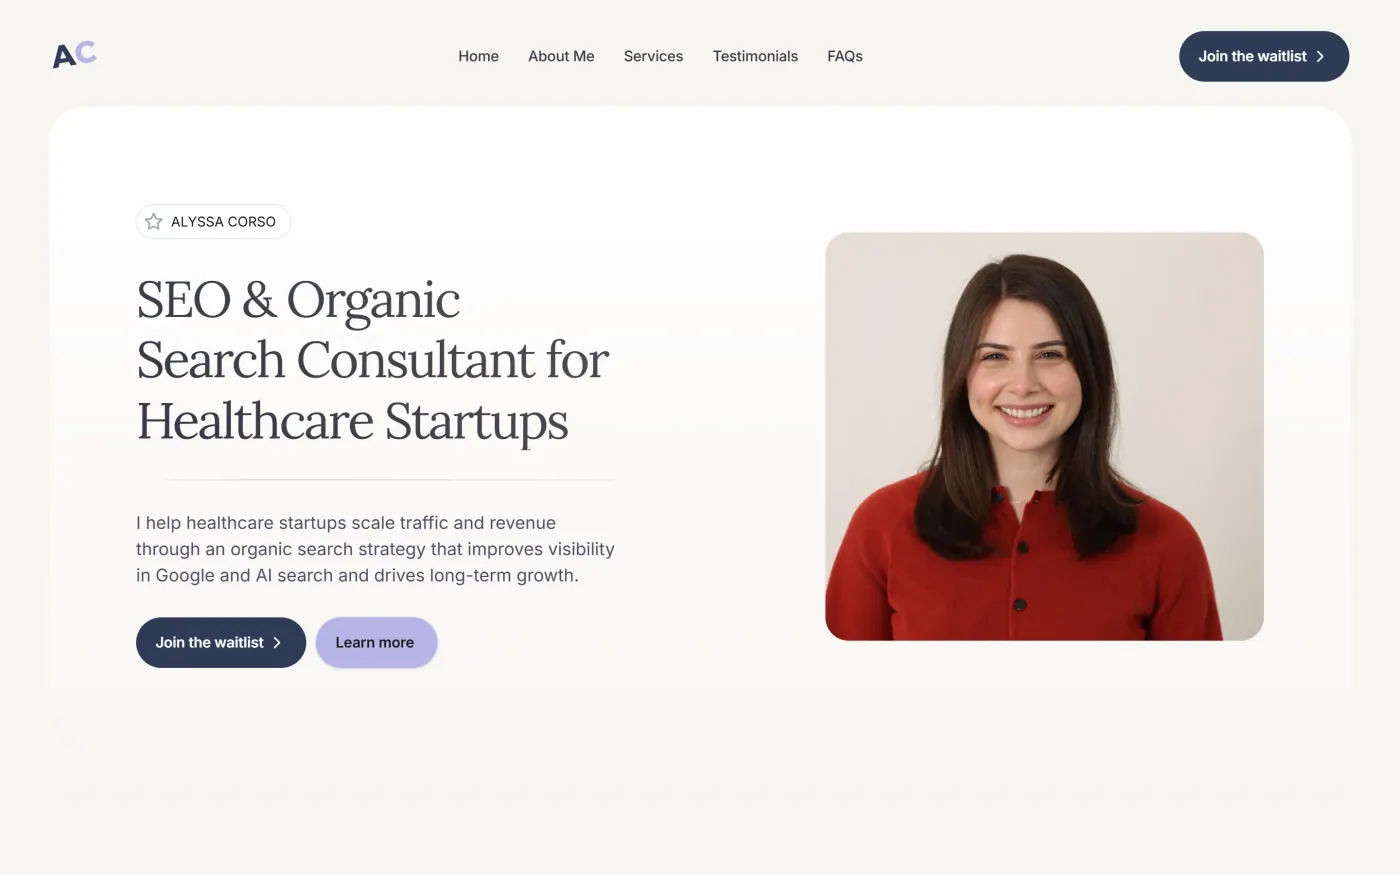 AC
Home
About Me
Services
Testimonials
FAQs
Join the waitlist
ALYSSA CORSO
SEO & Organic
Search Consultant for
Healthcare Startups
I help healthcare startups scale traffic and revenue
through an organic search strategy that improves visibility
in Google and AI search and drives long-term growth.
Join the waitlist
Learn more